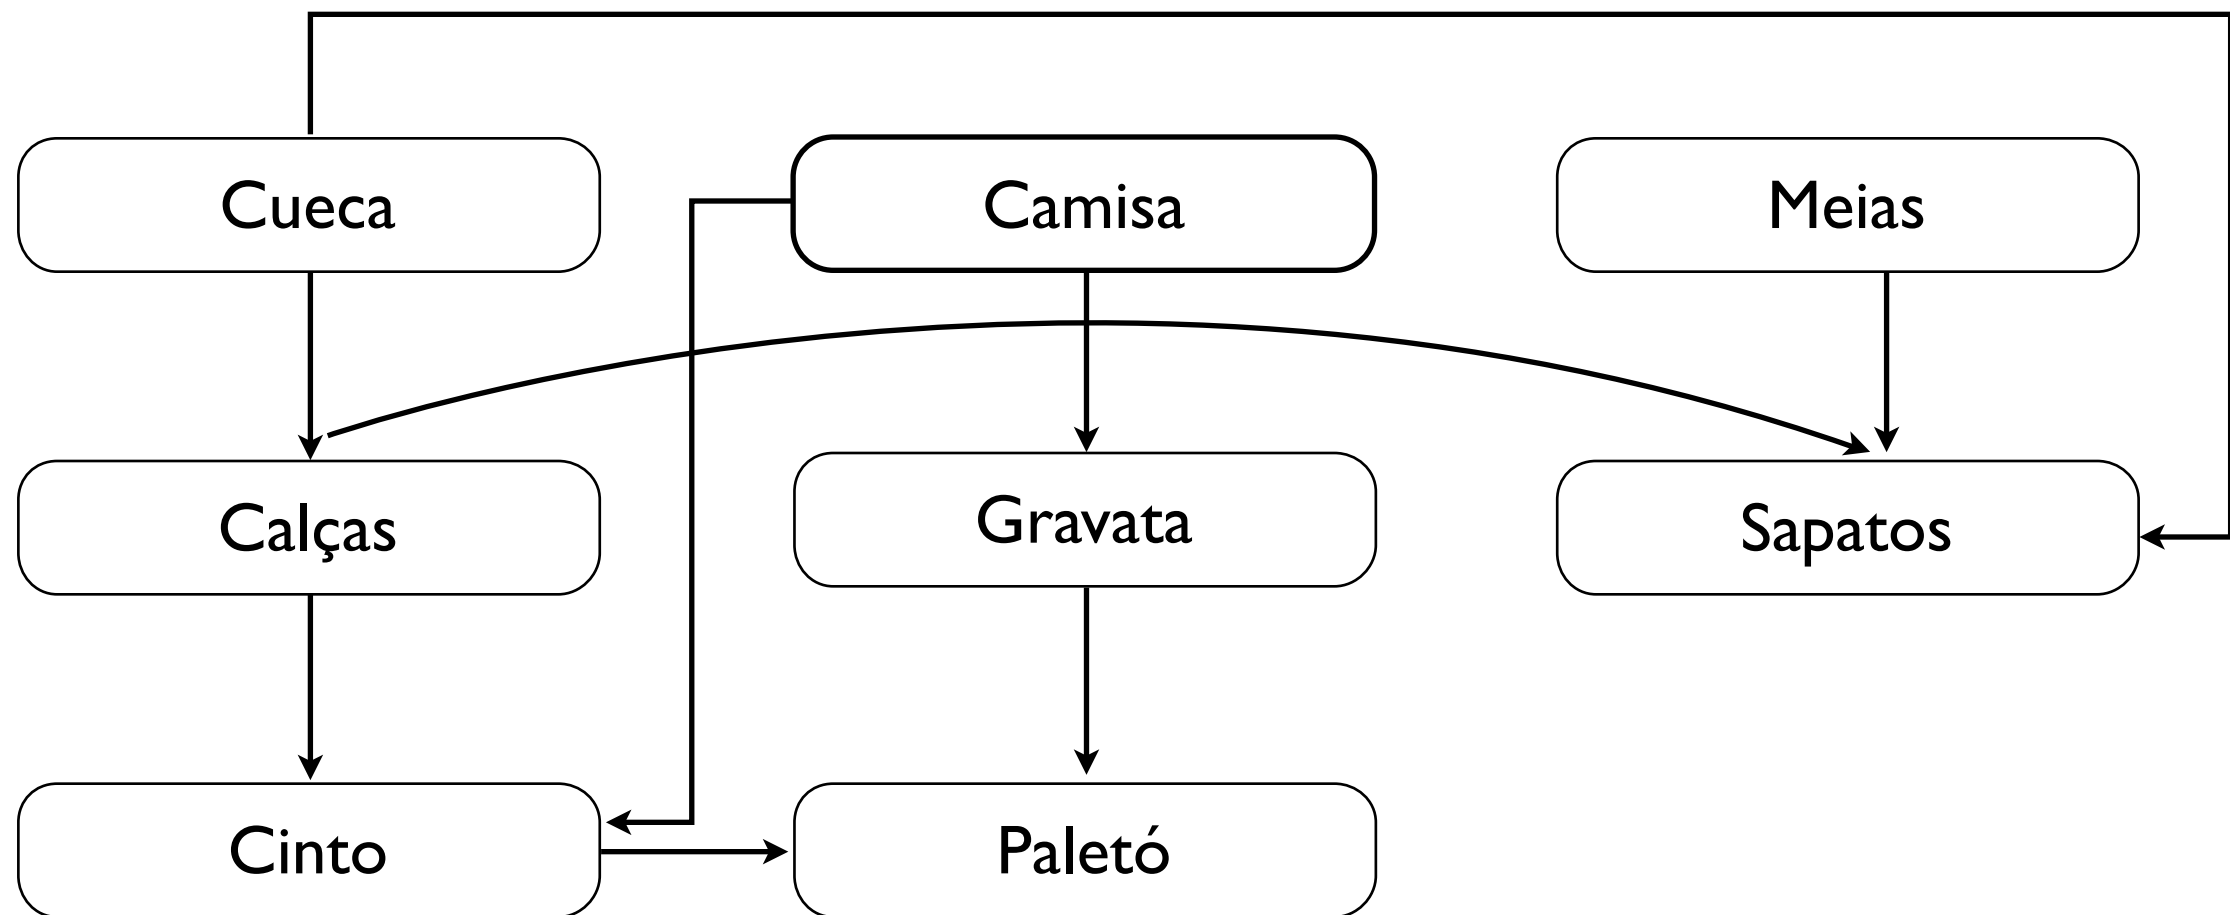 Cueca
Camisa
Meias
Calças
Gravata
Sapatos
Cinto
Paletó